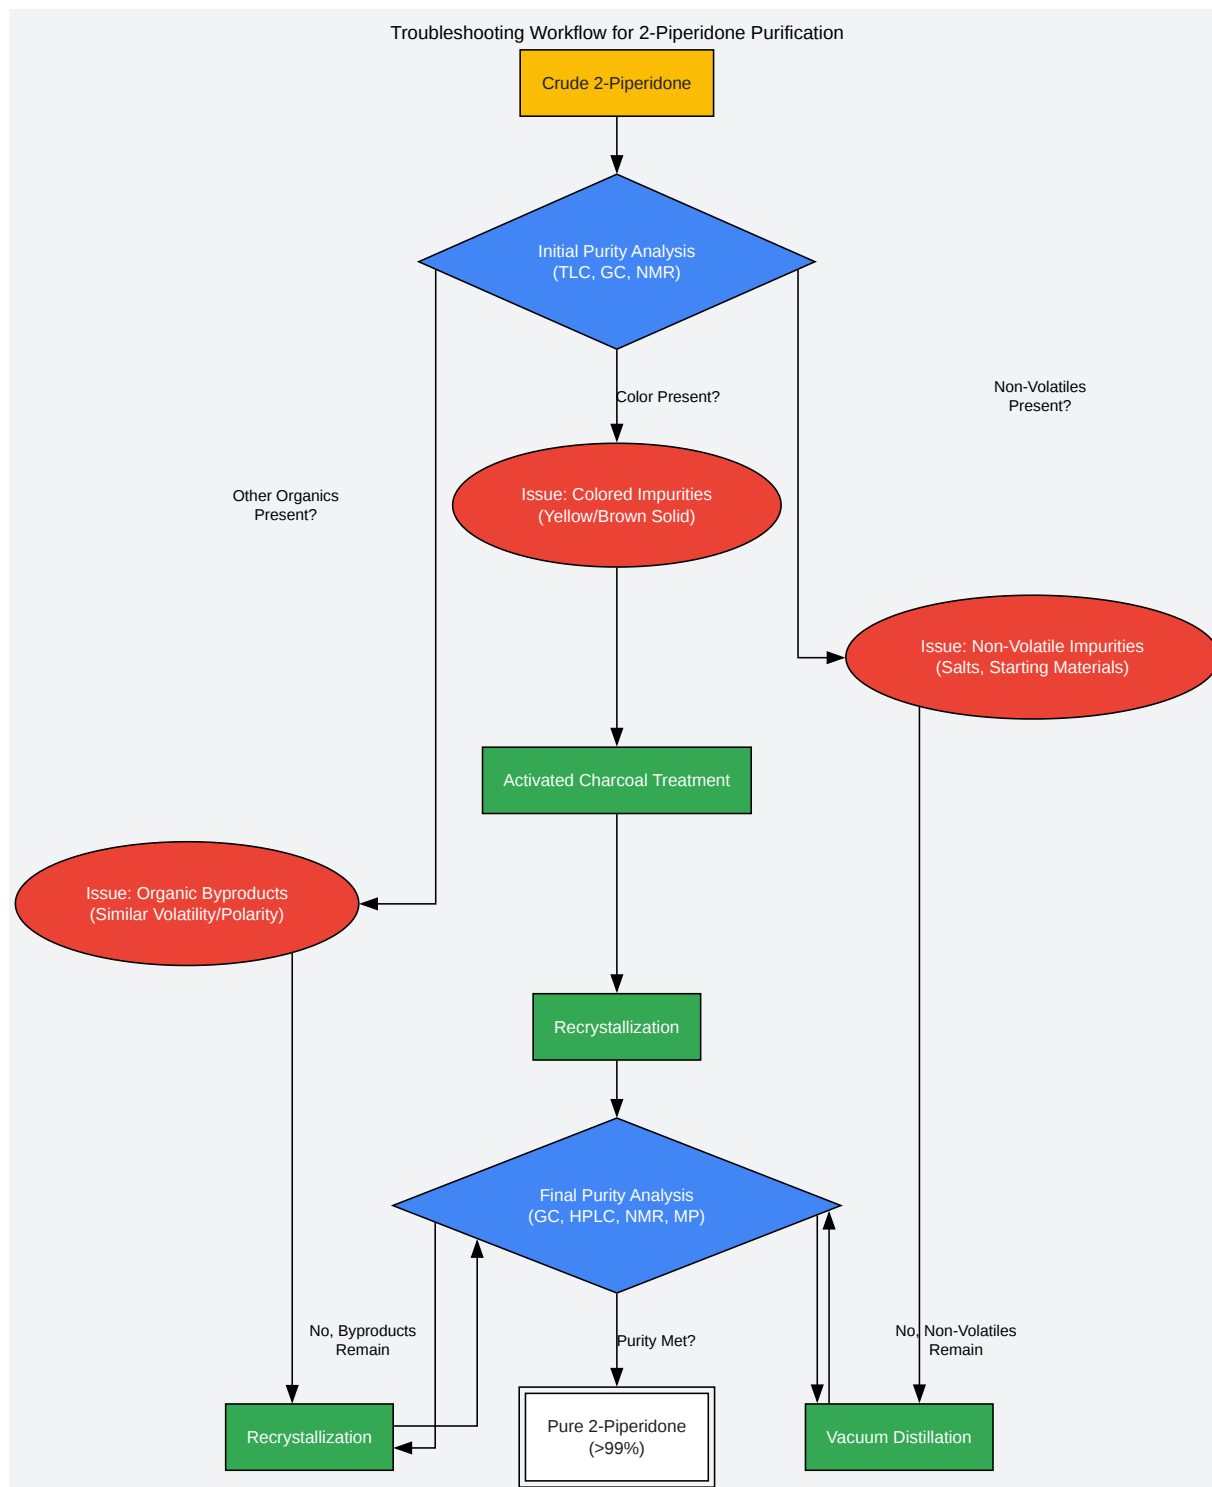 Troubleshooting Workflow for 2-Piperidone Purification
Crude 2-Piperidone
Initial Purity Analysis
(TLC, GC, NMR)
Color Present?
Non-Volatiles
Present?
Other Organics
Present?
Issue: Colored Impurities
(Yellow/Brown Solid)
Issue: Non-Volatile Impurities
(Salts, Starting Materials)
Activated Charcoal Treatment
Issue: Organic Byproducts
(Similar Volatility/Polarity)
Recrystallization
Final Purity Analysis
(GC, HPLC, NMR, MP)
No, Byproducts
Remain
Purity Met?
No, Non-Volatiles
Remain
Recrystallization
Pure 2-Piperidone
(>99%)
Vacuum Distillation